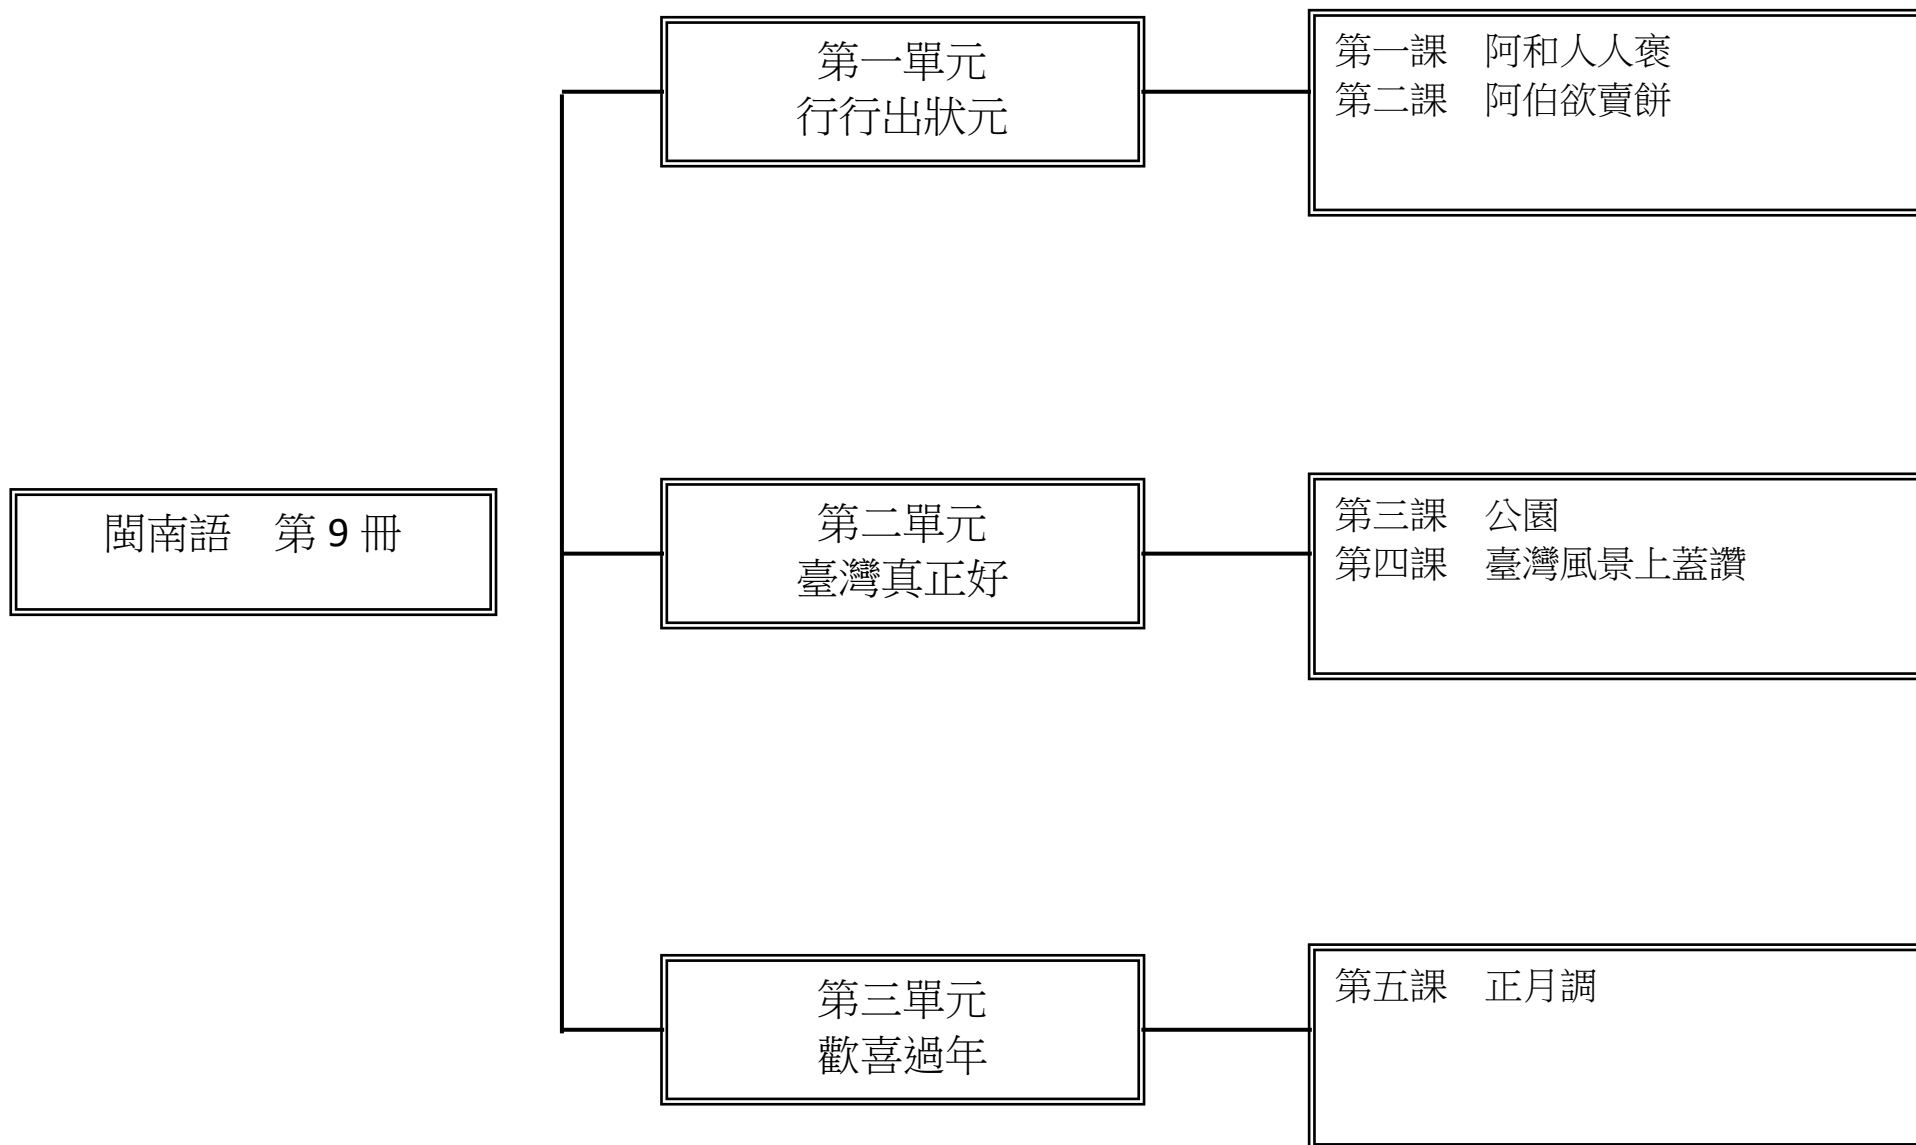 閩南語　第 9 冊
第一單元
行行出狀元
第一課　阿和人人褒
第二課　阿伯欲賣餅
第二單元
臺灣真正好
第三課　公園
第四課　臺灣風景上蓋讚
第三單元
歡喜過年
第五課　正月調